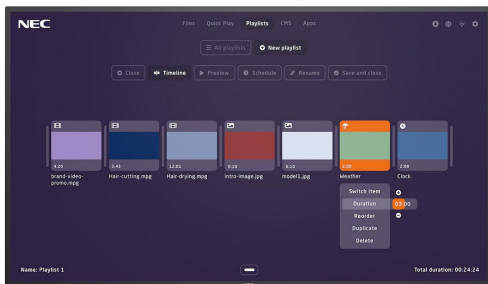 NEC
Files Quick Play Playlists CMS Apps
All playlists New playlist
Close Timeline Preview Schedule Rename Save and close
4:20 5:43 12:01 0:10 0:10 2:00 2:00
brand-video-promo.mpg Hair-cutting.mpg Hair-drying.mpg intro-image.jpg model1.jpg Weather Clock
Switch item
Duration 03:00
Reorder
Duplicate
Delete
Name: Playlist 1 Total duration: 00:24:24